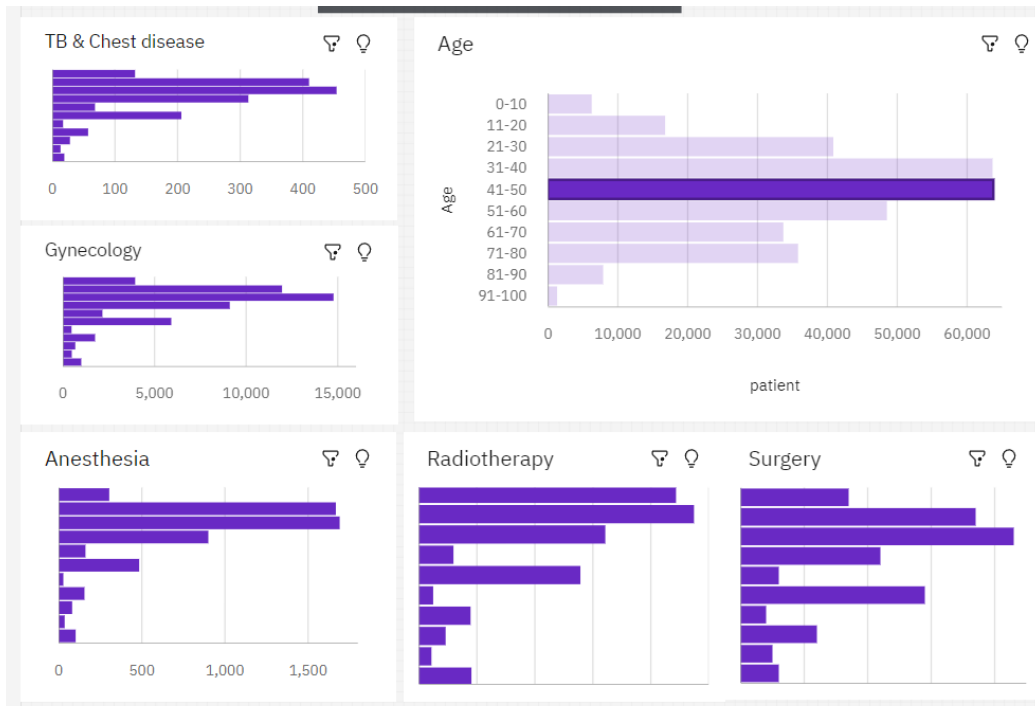 TB & Chest disease
0 100 200 300 400 500
Gynecology
0 5,000 10,000 15,000
Age
Age
0-10
11-20
21-30
31-40
41-50
51-60
61-70
71-80
81-90
91-100
0 10,000 20,000 30,000 40,000 50,000 60,000
patient
Anesthesia
0 500 1,000 1,500
Radiotherapy
Surgery